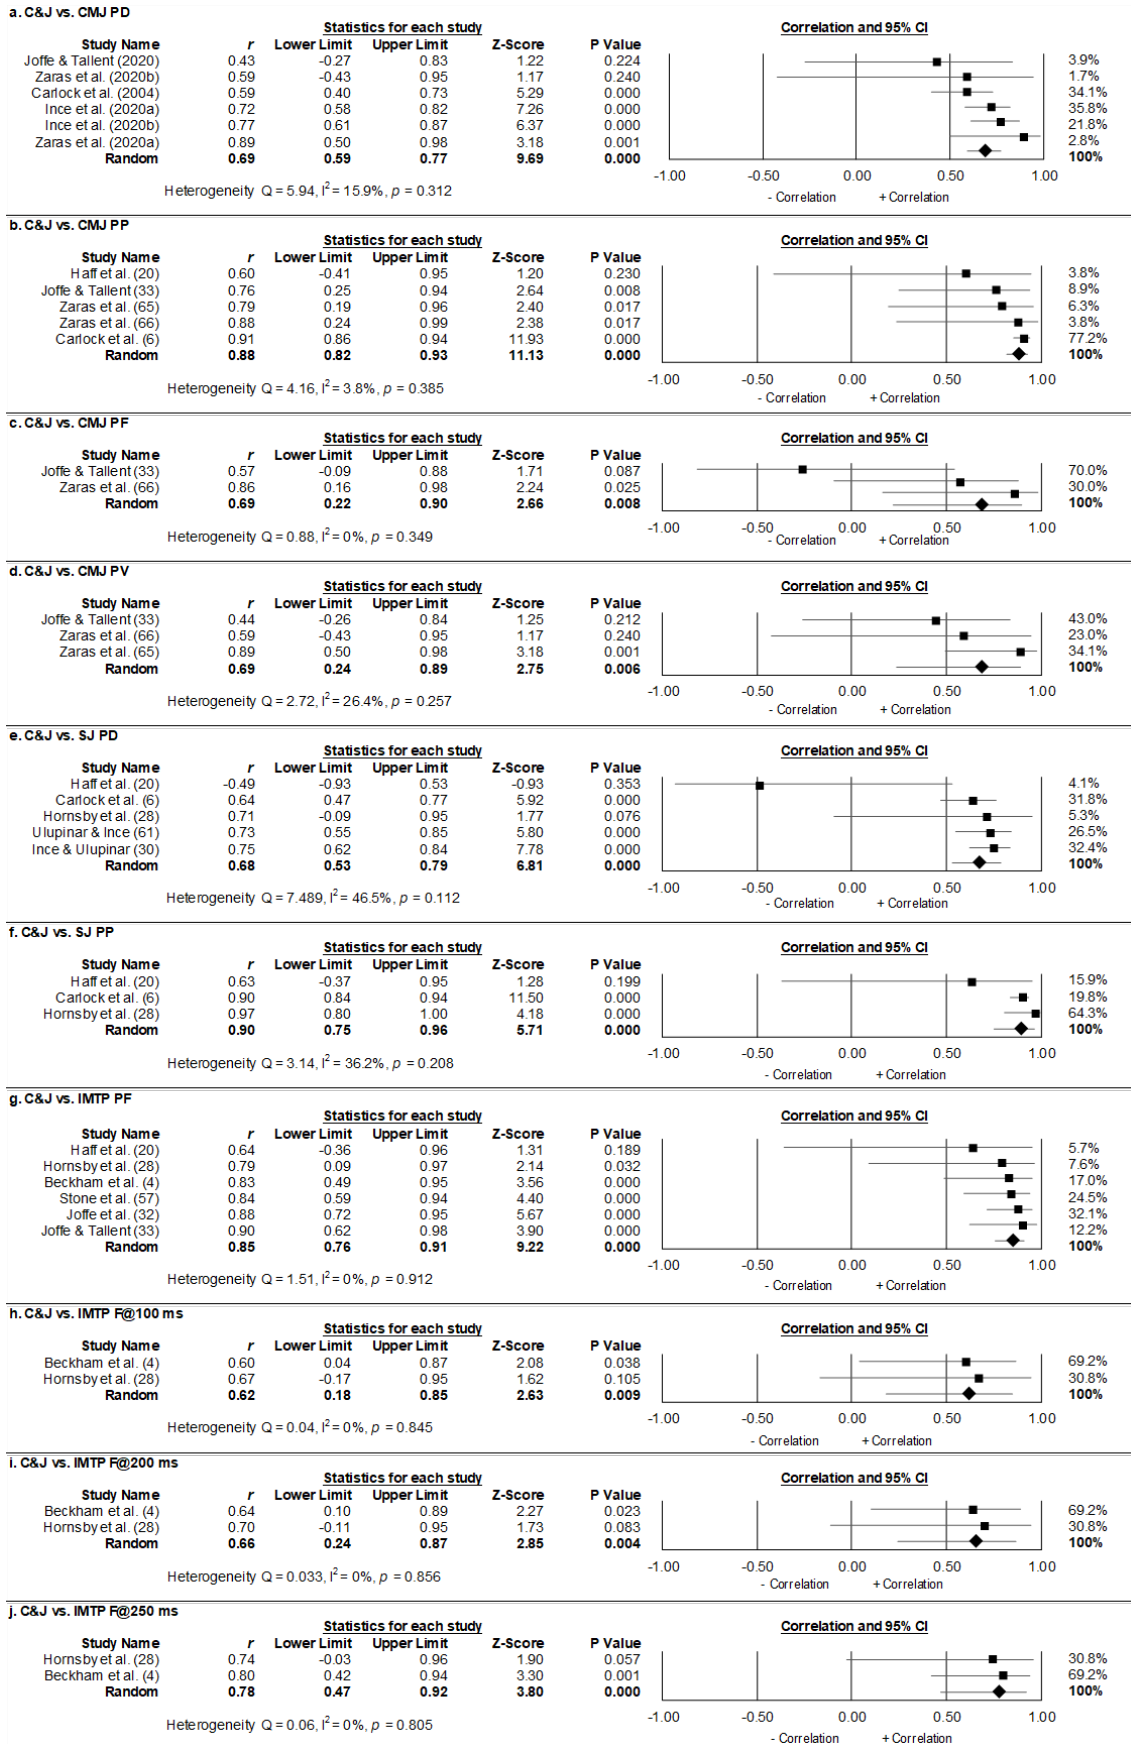 a. C&J vs. CMJ PD
Statistics for each study Correlation and 95% CI
Study Name r Lower Limit Upper Limit Z-Score P Value
Joffe & Tallent (2020) 0.43 -0.27 0.83 1.22 0.224 3.9%
Zaras et al. (2020b) 0.59 -0.43 0.95 1.17 0.240 1.7%
Carlock et al. (2004) 0.59 0.40 0.73 5.29 0.000 34.1%
Ince et al. (2020a) 0.72 0.58 0.82 7.26 0.000 35.8%
Ince et al. (2020b) 0.77 0.61 0.87 6.37 0.000 21.8%
Zaras et al. (2020a) 0.89 0.50 0.98 3.18 0.001 2.8%
Random 0.69 0.59 0.77 9.69 0.000 100%
-1.00 -0.50 0.00 0.50 1.00
Heterogeneity Q = 5.94, I² = 15.9%, p = 0.312
- Correlation + Correlation
b. C&J vs. CMJ PP
Statistics for each study Correlation and 95% CI
Study Name r Lower Limit Upper Limit Z-Score P Value
Haff et al. (20) 0.60 -0.41 0.95 1.20 0.230 3.8%
Joffe & Tallent (33) 0.76 0.25 0.94 2.64 0.008 8.9%
Zaras et al. (65) 0.79 0.19 0.96 2.40 0.017 6.3%
Zaras et al. (66) 0.88 0.24 0.99 2.38 0.017 3.8%
Carlock et al. (6) 0.91 0.86 0.94 11.93 0.000 77.2%
Random 0.88 0.82 0.93 11.13 0.000 100%
-1.00 -0.50 0.00 0.50 1.00
Heterogeneity Q = 4.16, I² = 3.8%, p = 0.385
- Correlation + Correlation
c. C&J vs. CMJ PF
Statistics for each study Correlation and 95% CI
Study Name r Lower Limit Upper Limit Z-Score P Value
Joffe & Tallent (33) 0.57 -0.09 0.88 1.71 0.087 70.0%
Zaras et al. (66) 0.86 0.16 0.98 2.24 0.025 30.0%
Random 0.69 0.22 0.90 2.66 0.008 100%
-1.00 -0.50 0.00 0.50 1.00
Heterogeneity Q = 0.88, I² = 0%, p = 0.349
- Correlation + Correlation
d. C&J vs. CMJ PV
Statistics for each study Correlation and 95% CI
Study Name r Lower Limit Upper Limit Z-Score P Value
Joffe & Tallent (33) 0.44 -0.26 0.84 1.25 0.212 43.0%
Zaras et al. (66) 0.59 -0.43 0.95 1.17 0.240 23.0%
Zaras et al. (65) 0.89 0.50 0.98 3.18 0.001 34.1%
Random 0.69 0.24 0.89 2.75 0.006 100%
-1.00 -0.50 0.00 0.50 1.00
Heterogeneity Q = 2.72, I² = 26.4%, p = 0.257
- Correlation + Correlation
e. C&J vs. SJ PD
Statistics for each study Correlation and 95% CI
Study Name r Lower Limit Upper Limit Z-Score P Value
Haff et al. (20) -0.49 -0.93 0.53 -0.93 0.353 4.1%
Carlock et al. (6) 0.64 0.47 0.77 5.92 0.000 31.8%
Hornsby et al. (28) 0.71 -0.09 0.95 1.77 0.076 5.3%
Ulupinar & Ince (61) 0.73 0.55 0.85 5.80 0.000 26.5%
Ince & Ulupinar (30) 0.75 0.62 0.84 7.78 0.000 32.4%
Random 0.68 0.53 0.79 6.81 0.000 100%
-1.00 -0.50 0.00 0.50 1.00
Heterogeneity Q = 7.489, I² = 46.5%, p = 0.112
- Correlation + Correlation
f. C&J vs. SJ PP
Statistics for each study Correlation and 95% CI
Study Name r Lower Limit Upper Limit Z-Score P Value
Haff et al. (20) 0.63 -0.37 0.95 1.28 0.199 15.9%
Carlock et al. (6) 0.90 0.84 0.94 11.50 0.000 19.8%
Hornsby et al. (28) 0.97 0.80 1.00 4.18 0.000 64.3%
Random 0.90 0.75 0.96 5.71 0.000 100%
-1.00 -0.50 0.00 0.50 1.00
Heterogeneity Q = 3.14, I² = 36.2%, p = 0.208
- Correlation + Correlation
g. C&J vs. IMTP PF
Statistics for each study Correlation and 95% CI
Study Name r Lower Limit Upper Limit Z-Score P Value
Haff et al. (20) 0.64 -0.36 0.96 1.31 0.189 5.7%
Hornsby et al. (28) 0.79 0.09 0.97 2.14 0.032 7.6%
Beckham et al. (4) 0.83 0.49 0.95 3.56 0.000 17.0%
Stone et al. (57) 0.84 0.59 0.94 4.40 0.000 24.5%
Joffe et al. (32) 0.88 0.72 0.95 5.67 0.000 32.1%
Joffe & Tallent (33) 0.90 0.62 0.98 3.90 0.000 12.2%
Random 0.85 0.76 0.91 9.22 0.000 100%
-1.00 -0.50 0.00 0.50 1.00
Heterogeneity Q = 1.51, I² = 0%, p = 0.912
- Correlation + Correlation
h. C&J vs. IMTP F@100 ms
Statistics for each study Correlation and 95% CI
Study Name r Lower Limit Upper Limit Z-Score P Value
Beckham et al. (4) 0.60 0.04 0.87 2.08 0.038 69.2%
Hornsby et al. (28) 0.67 -0.17 0.95 1.62 0.105 30.8%
Random 0.62 0.18 0.85 2.63 0.009 100%
-1.00 -0.50 0.00 0.50 1.00
Heterogeneity Q = 0.04, I² = 0%, p = 0.845
- Correlation + Correlation
i. C&J vs. IMTP F@200 ms
Statistics for each study Correlation and 95% CI
Study Name r Lower Limit Upper Limit Z-Score P Value
Beckham et al. (4) 0.64 0.10 0.89 2.27 0.023 69.2%
Hornsby et al. (28) 0.70 -0.11 0.95 1.73 0.083 30.8%
Random 0.66 0.24 0.87 2.85 0.004 100%
-1.00 -0.50 0.00 0.50 1.00
Heterogeneity Q = 0.033, I² = 0%, p = 0.856
- Correlation + Correlation
j. C&J vs. IMTP F@250 ms
Statistics for each study Correlation and 95% CI
Study Name r Lower Limit Upper Limit Z-Score P Value
Hornsby et al. (28) 0.74 -0.03 0.96 1.90 0.057 30.8%
Beckham et al. (4) 0.80 0.42 0.94 3.30 0.001 69.2%
Random 0.78 0.47 0.92 3.80 0.000 100%
-1.00 -0.50 0.00 0.50 1.00
Heterogeneity Q = 0.06, I² = 0%, p = 0.805
- Correlation + Correlation